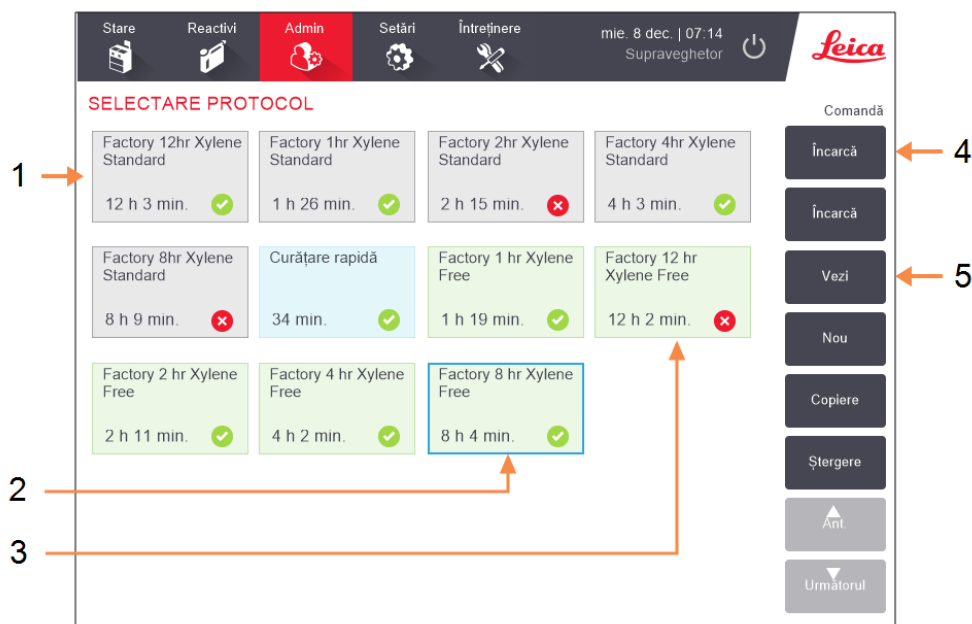 Stare
Reactivi
Admin
Setări
Întreținere
mie. 8 dec. | 07:14
Supraveghetor
Leica
SELECTARE PROTOCOL
Comandă
Factory 12hr Xylene
Standard
12 h 3 min.
Factory 1hr Xylene
Standard
1 h 26 min.
Factory 2hr Xylene
Standard
2 h 15 min.
Factory 4hr Xylene
Standard
4 h 3 min.
Factory 8hr Xylene
Standard
8 h 9 min.
Curățare rapidă
34 min.
Factory 1 hr Xylene
Free
1 h 19 min.
Factory 12 hr
Xylene Free
12 h 2 min.
Factory 2 hr Xylene
Free
2 h 11 min.
Factory 4 hr Xylene
Free
4 h 2 min.
Factory 8 hr Xylene
Free
8 h 4 min.
Încarcă
Încarcă
Vezi
Nou
Copiere
Ștergere
Ant.
Următorul
1
2
3
4
5